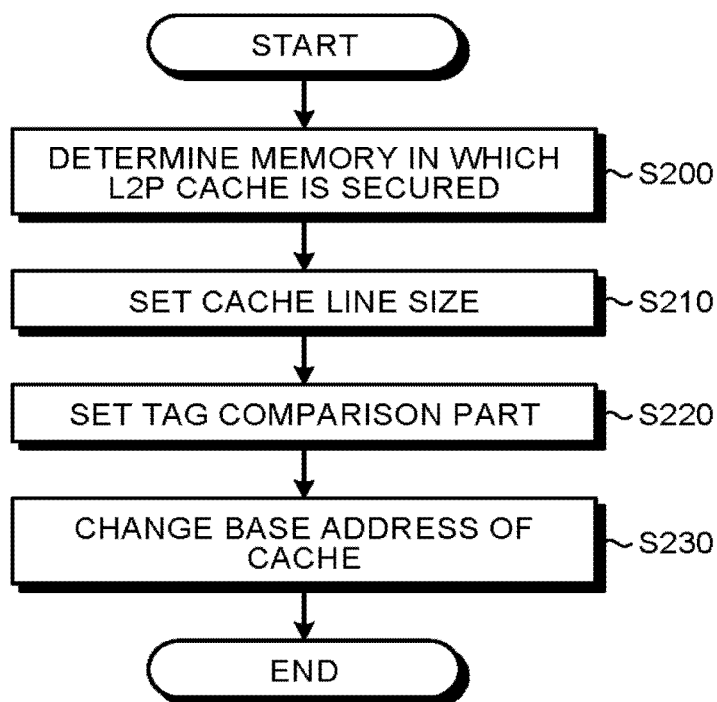 START
DETERMINE MEMORY IN WHICH
L2P CACHE IS SECURED
S200
SET CACHE LINE SIZE
S210
SET TAG COMPARISON PART
S220
CHANGE BASE ADDRESS OF
CACHE
S230
END